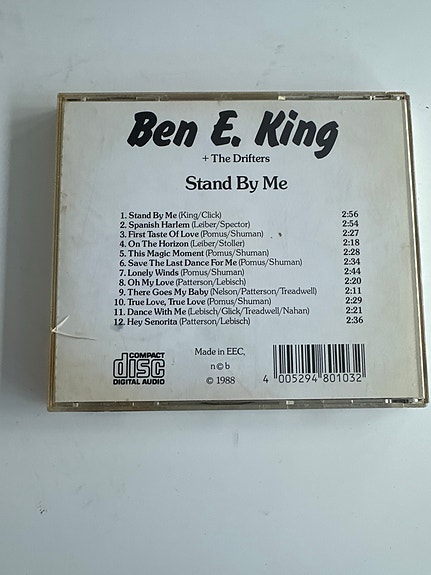 Ben E. King
+ The Drifters
Stand By Me
1. Stand By Me (King/Click) 2:56
2. Spanish Harlem (Leiber/Spector) 2:54
3. First Taste Of Love (Pomus/Shuman) 2:27
4. On The Horizon (Leiber/Stoller) 2:18
5. This Magic Moment (Pomus/Shuman) 2:28
6. Save The Last Dance For Me (Pomus/Shuman) 2:34
7. Lonely Winds (Pomus/Shuman) 2:44
8. Oh My Love (Patterson/Lebisch) 2:20
9. There Goes My Baby (Nelson/Patterson/Treadwell) 2:11
10. True Love, True Love (Pomus/Shuman) 2:29
11. Dance With Me (Lebisch/Glick/Treadwell/Nahan) 2:21
12. Hey Senorita (Patterson/Lebisch) 2:36
COMPACT
disc
DIGITAL AUDIO
Made in EEC,
n©b
© 1988
4 005294 801032